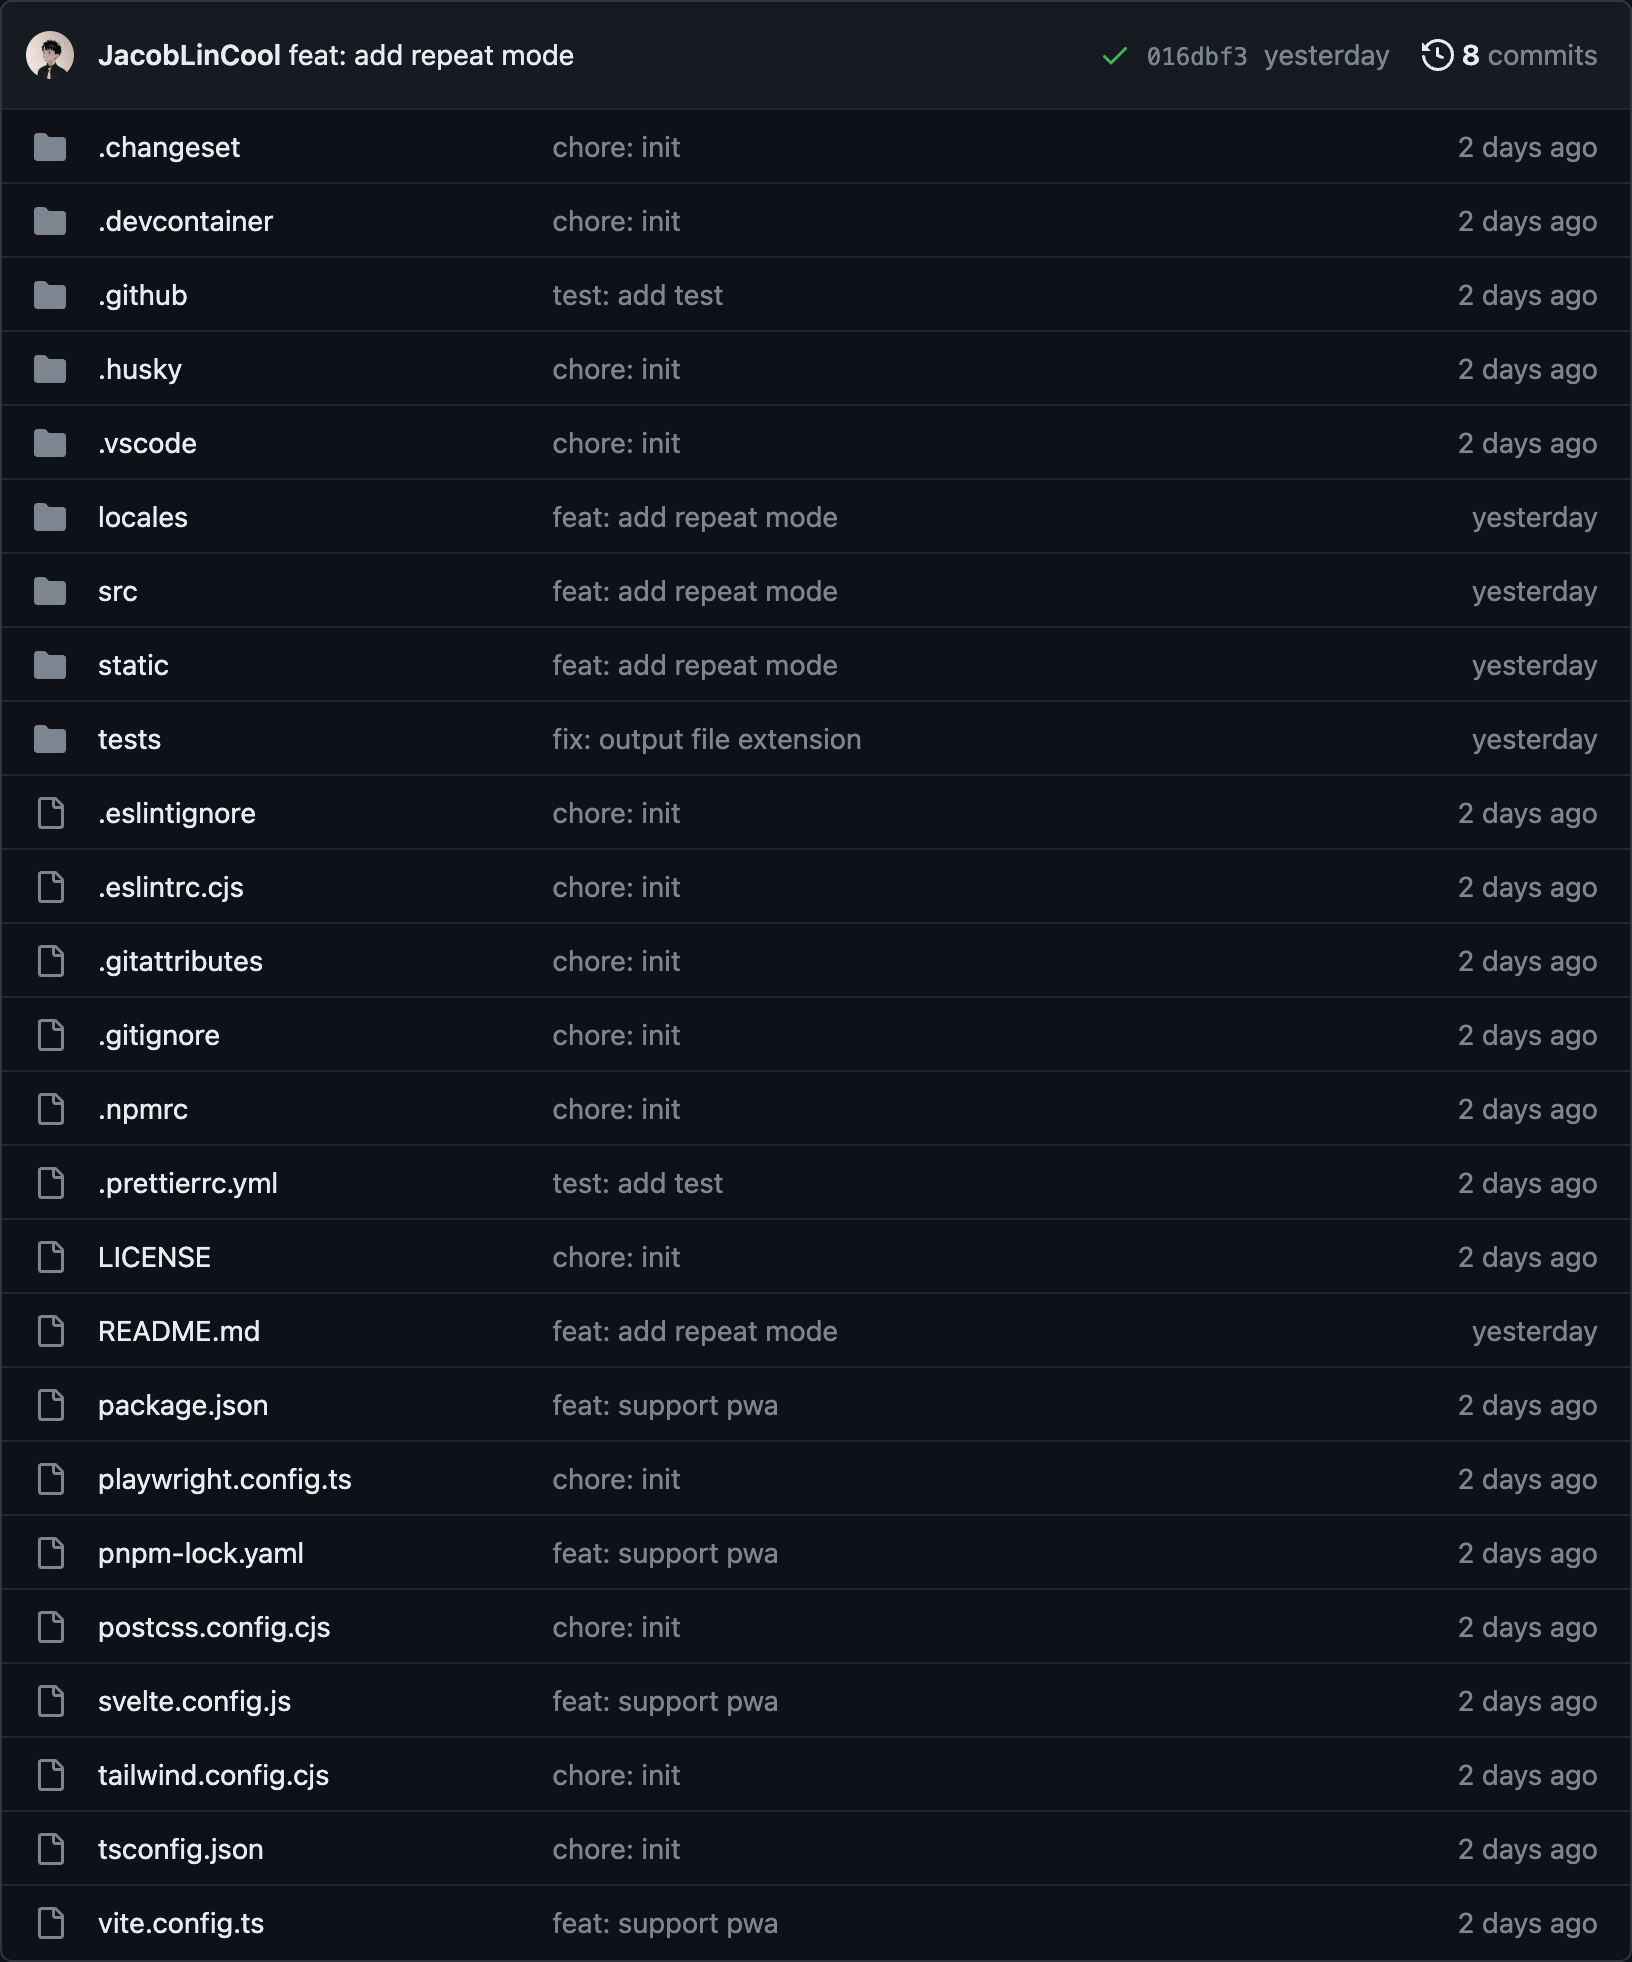 JacobLinCool feat: add repeat mode 016dbf3 yesterday 8 commits
.changeset chore: init 2 days ago
.devcontainer chore: init 2 days ago
.github test: add test 2 days ago
.husky chore: init 2 days ago
.vscode chore: init 2 days ago
locales feat: add repeat mode yesterday
src feat: add repeat mode yesterday
static feat: add repeat mode yesterday
tests fix: output file extension yesterday
.eslintignore chore: init 2 days ago
.eslintrc.cjs chore: init 2 days ago
.gitattributes chore: init 2 days ago
.gitignore chore: init 2 days ago
.npmrc chore: init 2 days ago
.prettierrc.yml test: add test 2 days ago
LICENSE chore: init 2 days ago
README.md feat: add repeat mode yesterday
package.json feat: support pwa 2 days ago
playwright.config.ts chore: init 2 days ago
pnpm-lock.yaml feat: support pwa 2 days ago
postcss.config.cjs chore: init 2 days ago
svelte.config.js feat: support pwa 2 days ago
tailwind.config.cjs chore: init 2 days ago
tsconfig.json chore: init 2 days ago
vite.config.ts feat: support pwa 2 days ago